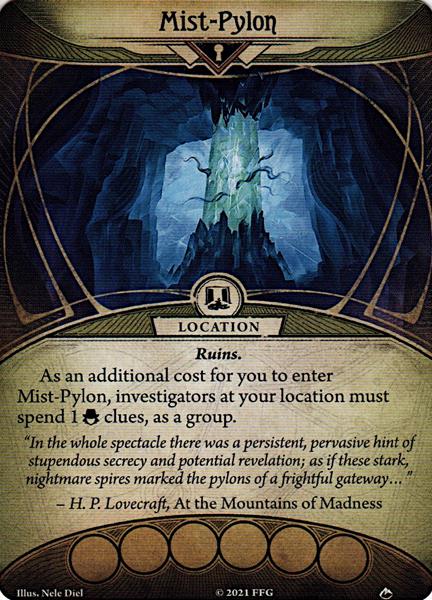 Mist-Pylon
LOCATION
Ruins.
As an additional cost for you to enter
Mist-Pylon, investigators at your location must
spend 1 clues, as a group.
“In the whole spectacle there was a persistent, pervasive hint of
stupendous secrecy and potential revelation; as if these stark,
nightmare spires marked the pylons of a frightful gateway…”
– H. P. Lovecraft, At the Mountains of Madness
Illus. Nele Diel
© 2021 FFG